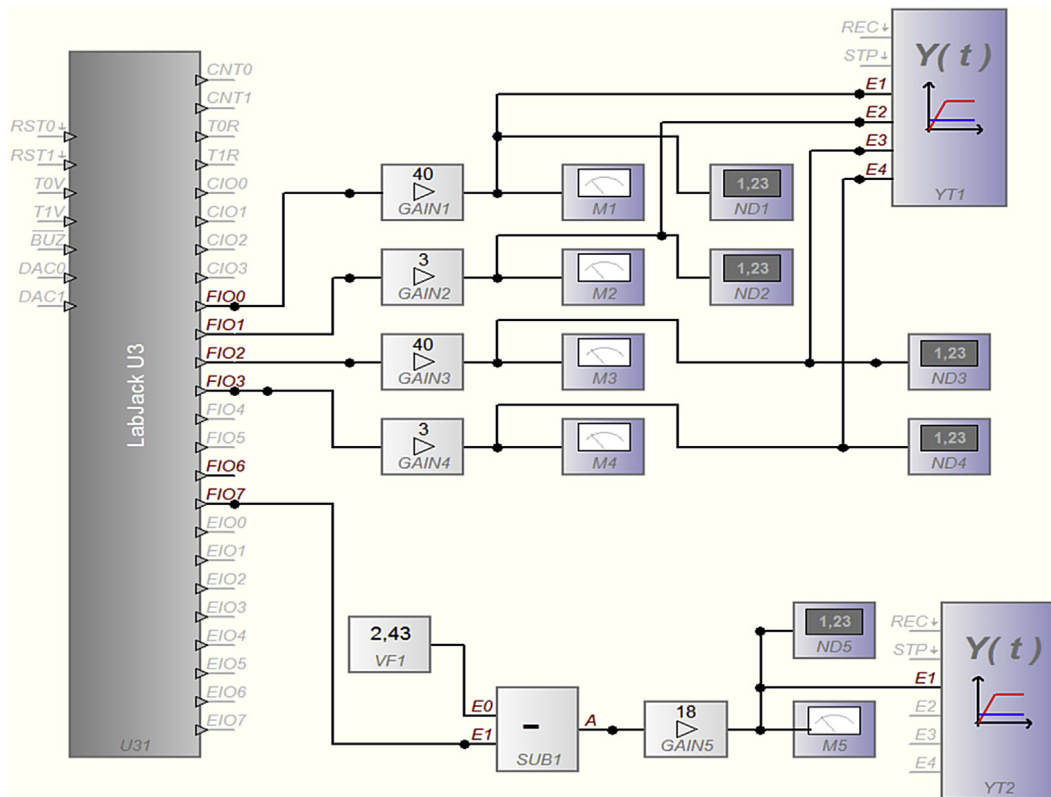 RST0↓
RST1↓
T0V
T1V
BUZ
DAC0
DAC1
LabJack U3
U31
CNT0
CNT1
T0R
T1R
CIO0
CIO1
CIO2
CIO3
FIO0
FIO1
FIO2
FIO3
FIO4
FIO5
FIO6
FIO7
EIO0
EIO1
EIO2
EIO3
EIO4
EIO5
EIO6
EIO7
40
GAIN1
M1
1,23
ND1
3
GAIN2
M2
1,23
ND2
40
GAIN3
M3
1,23
ND3
3
GAIN4
M4
1,23
ND4
REC↓
STP↓
E1
E2
E3
E4
Y(t)
YT1
2,43
VF1
E0
E1
-
SUB1
A
18
GAIN5
1,23
ND5
M5
REC↓
STP↓
E1
E2
E3
E4
Y(t)
YT2